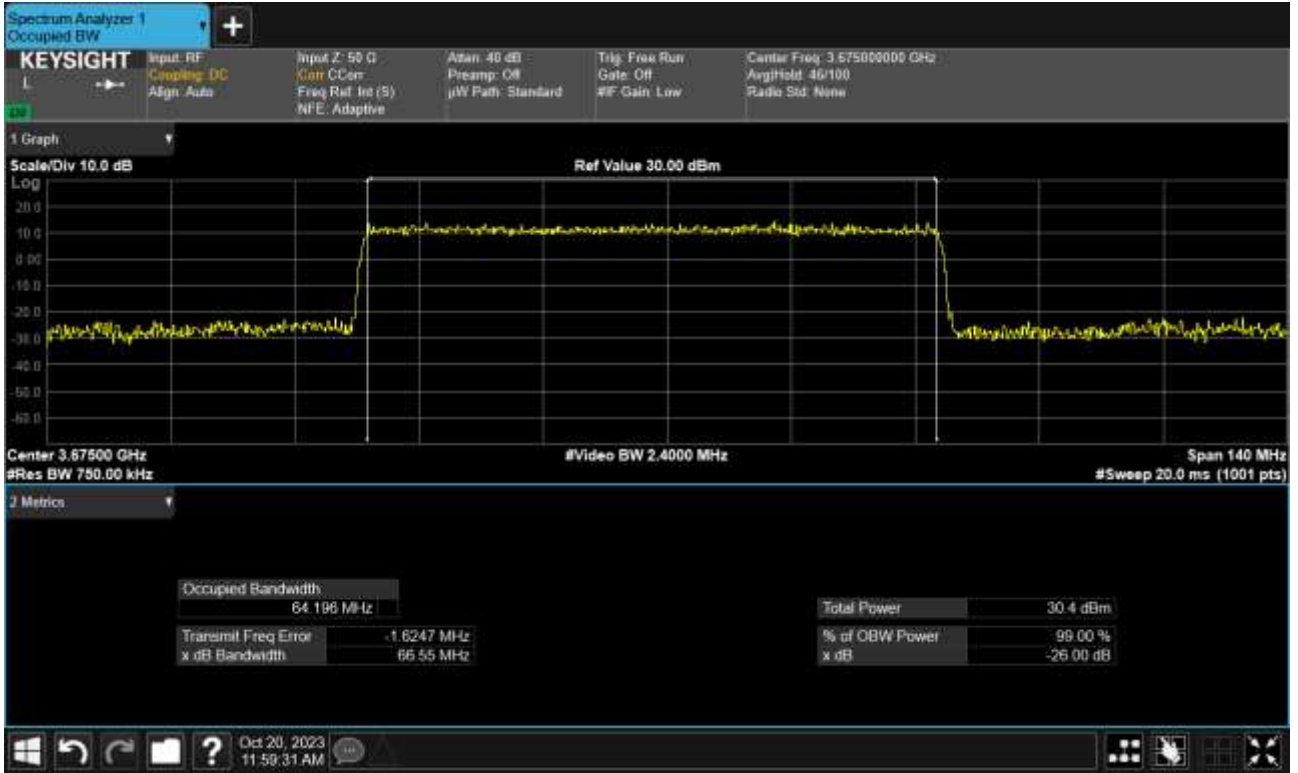 Spectrum Analyzer 1
Occupied BW
+
KEYSIGHT
L
Input: RF
Coupling: DC
Align: Auto
Input Z: 50 Ω
Corr CCorr
Freq Ref: Int (S)
NFE: Adaptive
Atten: 40 dB
Preamp: Off
µW Path: Standard
Trig: Free Run
Gate: Off
#IF Gain: Low
Center Freq: 3.675000000 GHz
Avg|Hold: 46/100
Radio Std: None
1 Graph
Scale/Div 10.0 dB
Ref Value 30.00 dBm
Log
20.0
10.0
0.00
-10.0
-20.0
-30.0
-40.0
-50.0
-60.0
Center 3.67500 GHz
#Video BW 2.4000 MHz
Span 140 MHz
#Res BW 750.00 kHz
#Sweep 20.0 ms (1001 pts)
2 Metrics
Occupied Bandwidth
64.196 MHz
Total Power 30.4 dBm
Transmit Freq Error -1.6247 MHz
% of OBW Power 99.00 %
x dB Bandwidth 66.55 MHz
x dB -26.00 dB
?
Oct 20, 2023
11:59:31 AM